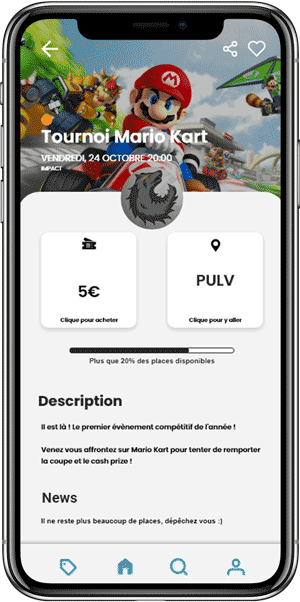 Tournoi Mario Kart
VENDREDI, 24 OCTOBRE 20:00
IMPACT
5€
Clique pour acheter
PULV
Clique pour y aller
Plus que 20% des places disponibles
Description
Il est là ! Le premier évènement compétitif de l'année !
Venez vous affrontez sur Mario Kart pour tenter de remporter
la coupe et le cash prize !
News
Il ne reste plus beaucoup de places, dépêchez vous :)